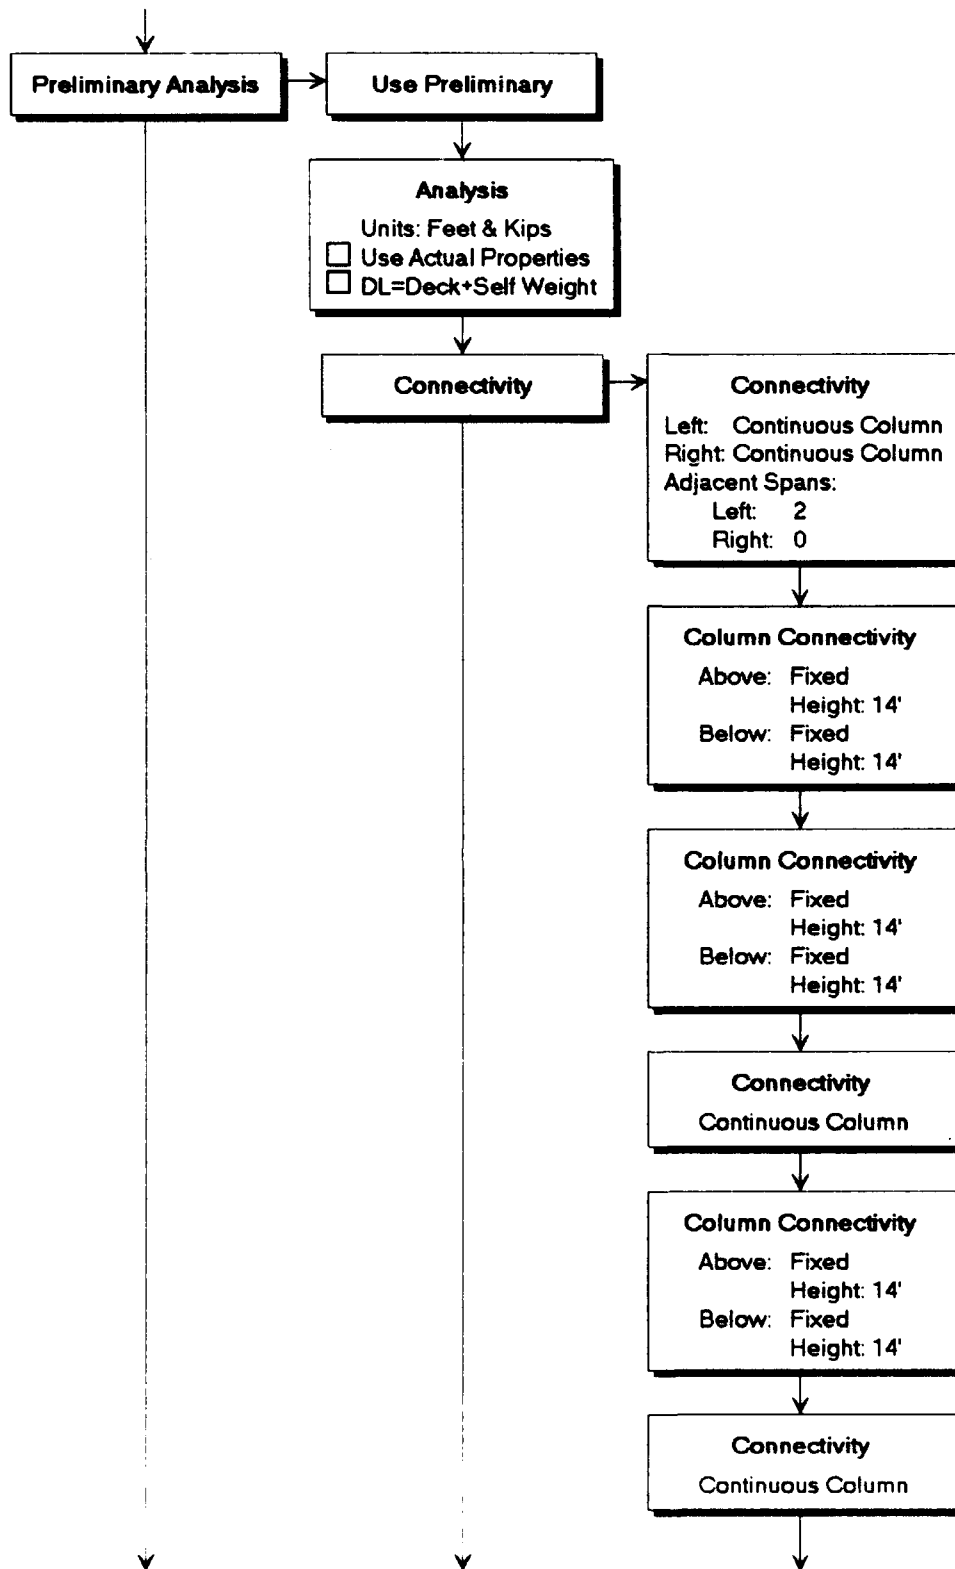 Preliminary Analysis
Use Preliminary
Analysis
Units: Feet & Kips
Use Actual Properties
DL=Deck+Self Weight
Connectivity
Connectivity
Left: Continuous Column
Right: Continuous Column
Adjacent Spans:
Left: 2
Right: 0
Column Connectivity
Above: Fixed
Height: 14'
Below: Fixed
Height: 14'
Column Connectivity
Above: Fixed
Height: 14'
Below: Fixed
Height: 14'
Connectivity
Continuous Column
Column Connectivity
Above: Fixed
Height: 14'
Below: Fixed
Height: 14'
Connectivity
Continuous Column